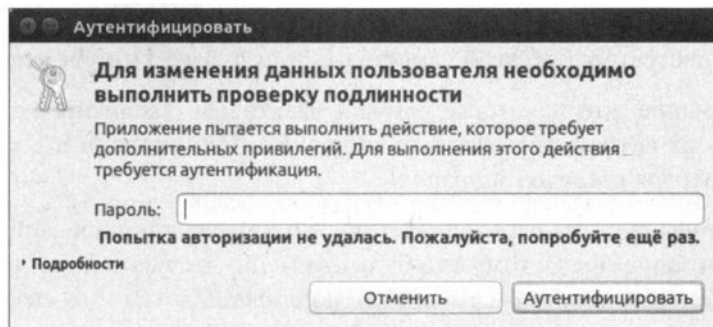 Аутентифицировать
Для изменения данных пользователя необходимо
выполнить проверку подлинности
Приложение пытается выполнить действие, которое требует
дополнительных привилегий. Для выполнения этого действия
требуется аутентификация.
Пароль:
Попытка авторизации не удалась. Пожалуйста, попробуйте ещё раз.
Подробности
Отменить
Аутентифицировать